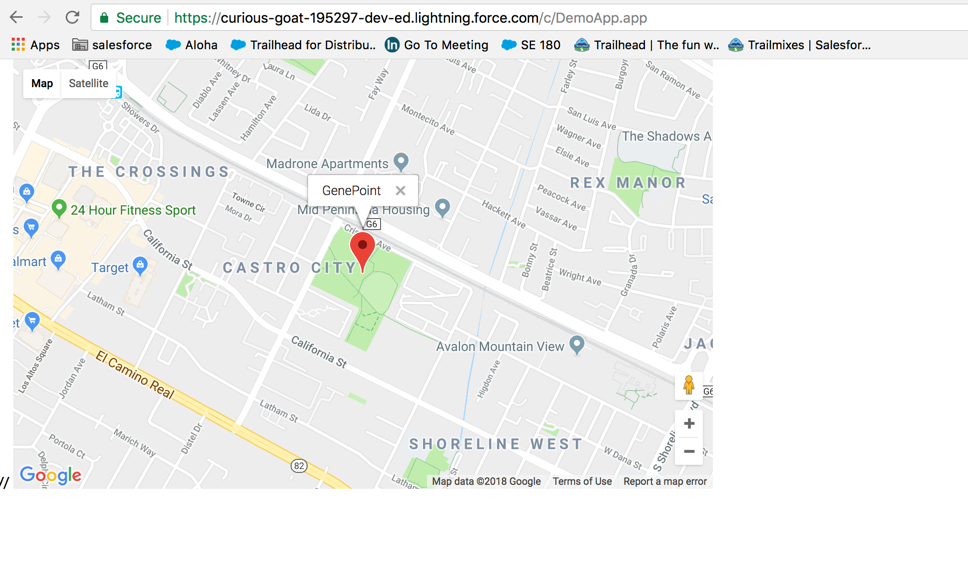 Secure https://curious-goat-195297-dev-ed.lightning.force.com/c/DemoApp.app
Apps salesforce Aloha Trailhead for Distribu.. in Go To Meeting SE 180 Trailhead | The fun w.. Trailmixes | Salesfor...
G6
Map Satellite
Whitney Dr
Laura Ln
Diablo Ave
Lassen Ave
Hamilton Ave
Lida Dr
Showers Dr
Fay Way
Montecito Ave
Farley St
Burgoy
San Ramon Ave
San Luis Ave
Wagner Ave
Elsie Ave
The Shadows A
Madrone Apartments
THE CROSSINGS
REX MANOR
GenePoint
Towne Cir
Mora Dr
24 Hour Fitness Sport
Mid Peninsula Housing
Peacock Ave
Vassar Ave
Hackett Ave
G6
California St
almart
Target
CASTRO CITY
Bonny St
Beatrice St
Wright Ave
Granada Dr
Latham St
Polaris Ave
California St
Avalon Mountain View
JAC
Los Altos Square
Jordan Ave
El Camino Real
Higdon Ave
G6
Latham St
Distel Dr
Marich Way
Portola Ct
SHORELINE WEST
W Dana St
S Shoreli
82
Latham
// Google
Map data ©2018 Google Terms of Use Report a map error